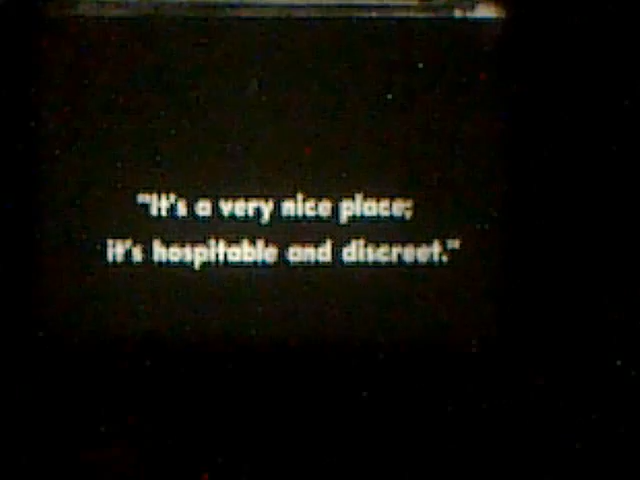 "It's a very nice place;
it's hospitable and discreet."